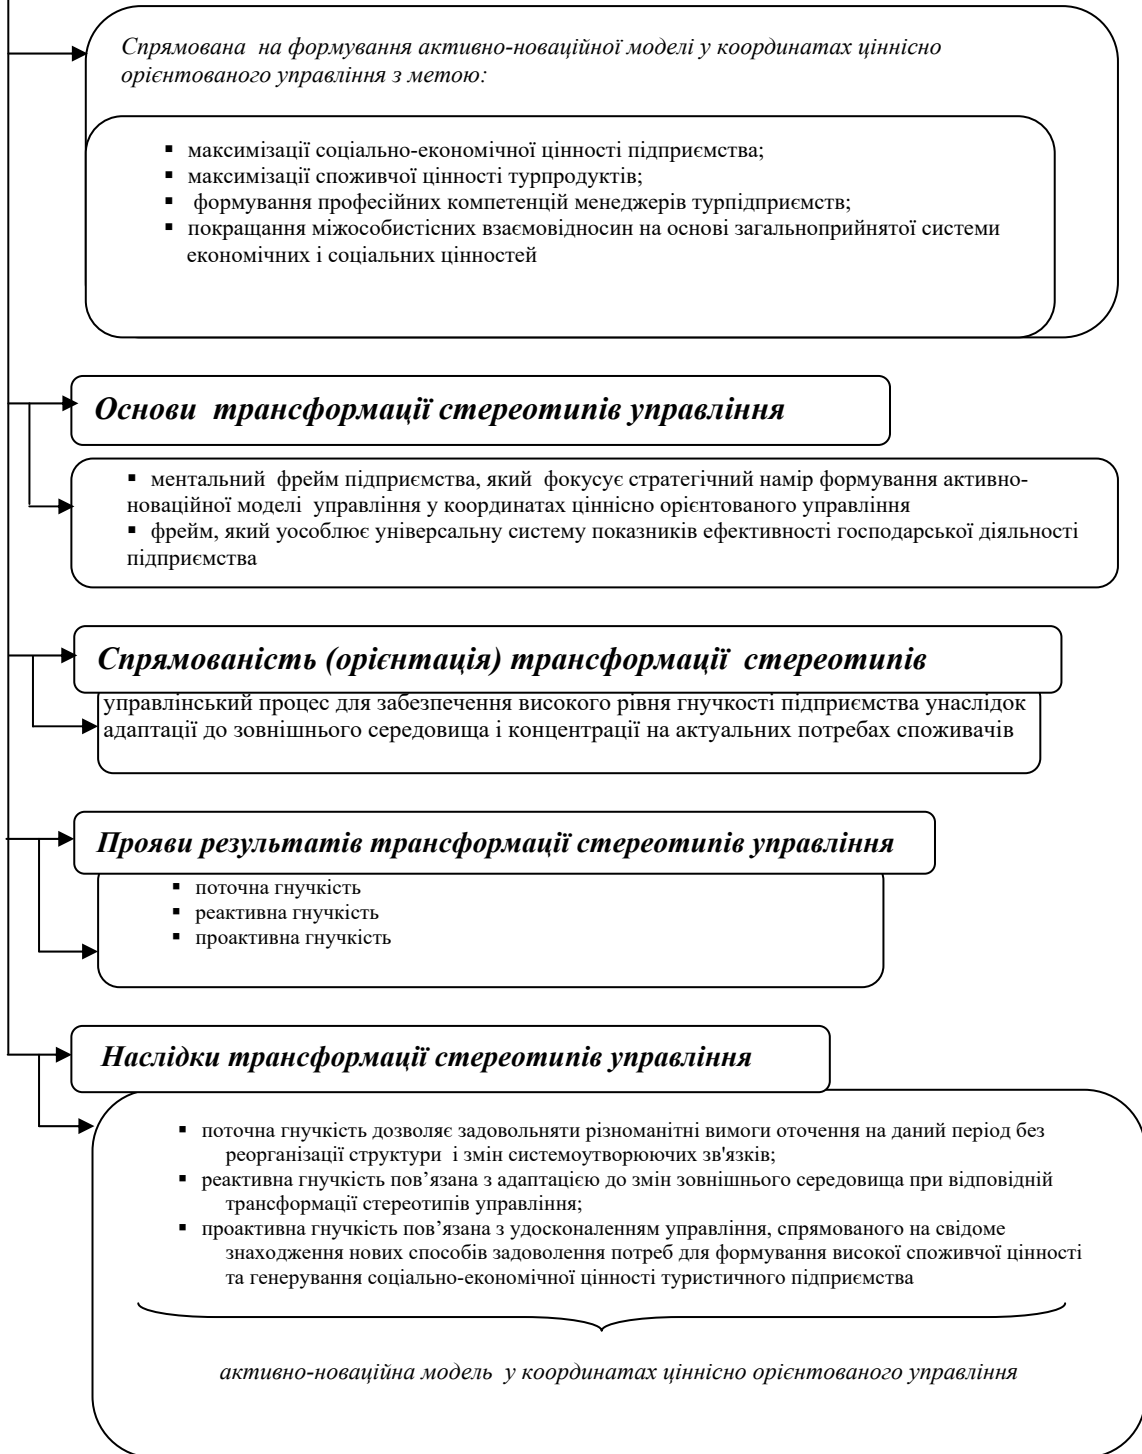 Спрямована на формування активно-новаційної моделі у координатах ціннісно
орієнтованого управління з метою:
▪ максимізації соціально-економічної цінності підприємства;
▪ максимізації споживчої цінності турпродуктів;
▪ формування професійних компетенцій менеджерів турпідприємств;
▪ покращання міжособистісних взаємовідносин на основі загальноприйнятої системи
економічних і соціальних цінностей
Основи трансформації стереотипів управління
▪ ментальний фрейм підприємства, який фокусує стратегічний намір формування активно-
новаційної моделі управління у координатах ціннісно орієнтованого управління
▪ фрейм, який уособлює універсальну систему показників ефективності господарської діяльності
підприємства
Спрямованість (орієнтація) трансформації стереотипів
управлінський процес для забезпечення високого рівня гнучкості підприємства унаслідок
адаптації до зовнішнього середовища і концентрації на актуальних потребах споживачів
Прояви результатів трансформації стереотипів управління
▪ поточна гнучкість
▪ реактивна гнучкість
▪ проактивна гнучкість
Наслідки трансформації стереотипів управління
▪ поточна гнучкість дозволяє задовольняти різноманітні вимоги оточення на даний період без
реорганізації структури і змін системоутворюючих зв'язків;
▪ реактивна гнучкість пов’язана з адаптацією до змін зовнішнього середовища при відповідній
трансформації стереотипів управління;
▪ проактивна гнучкість пов’язана з удосконаленням управління, спрямованого на свідоме
знаходження нових способів задоволення потреб для формування високої споживчої цінності
та генерування соціально-економічної цінності туристичного підприємства
активно-новаційна модель у координатах ціннісно орієнтованого управління